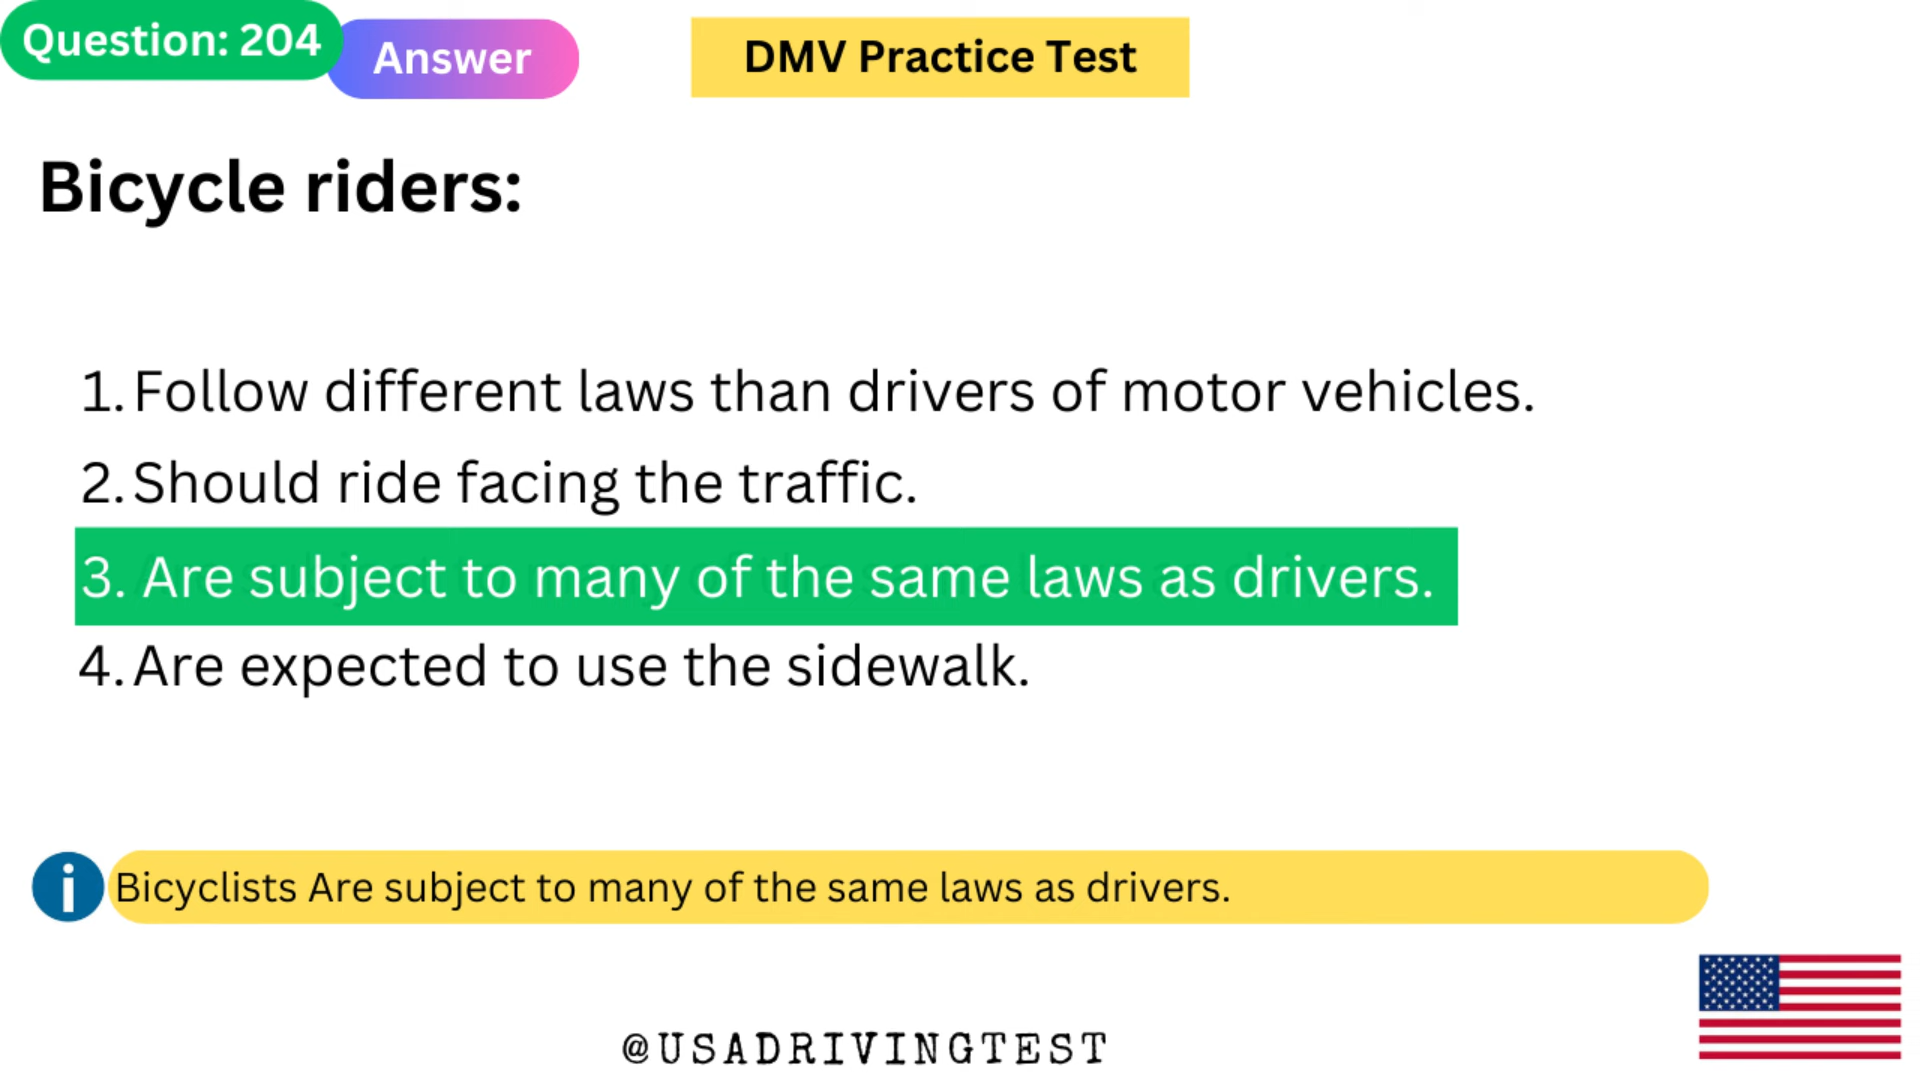 Question: 204
Answer
DMV Practice Test
Bicycle riders:
1. Follow different laws than drivers of motor vehicles.
2. Should ride facing the traffic.
3. Are subject to many of the same laws as drivers.
4. Are expected to use the sidewalk.
i Bicyclists Are subject to many of the same laws as drivers.
@USADRIVINGTEST